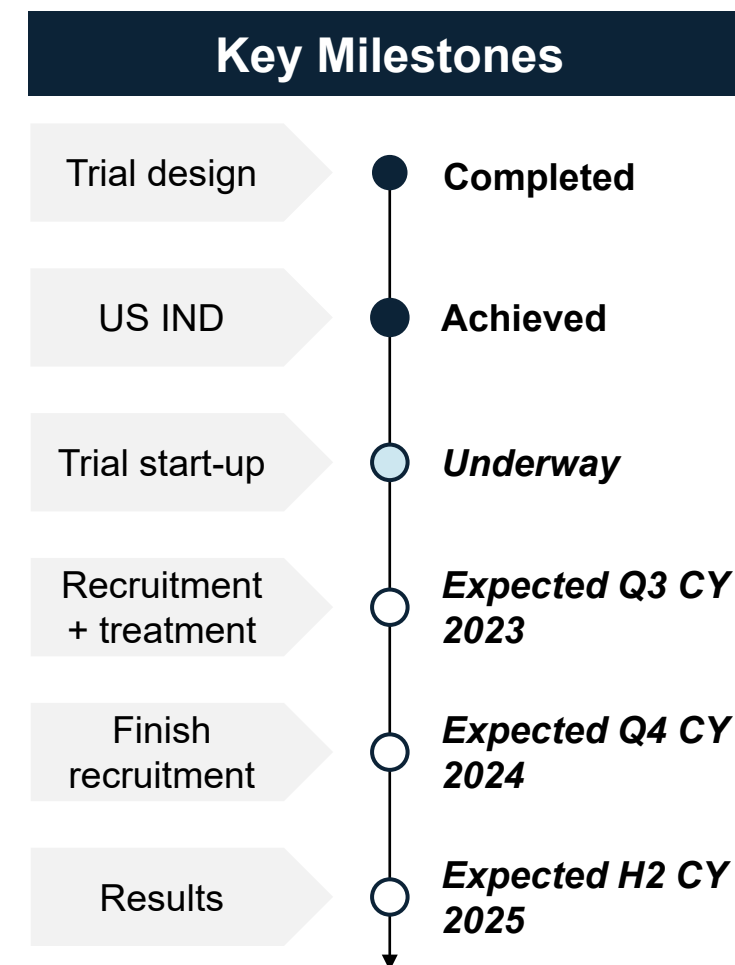 Key Milestones
Trial design
Completed
US IND
Achieved
Trial start-up
Underway
Recruitment
+ treatment
Expected Q3 CY
2023
Finish
recruitment
Expected Q4 CY
2024
Results
Expected H2 CY
2025